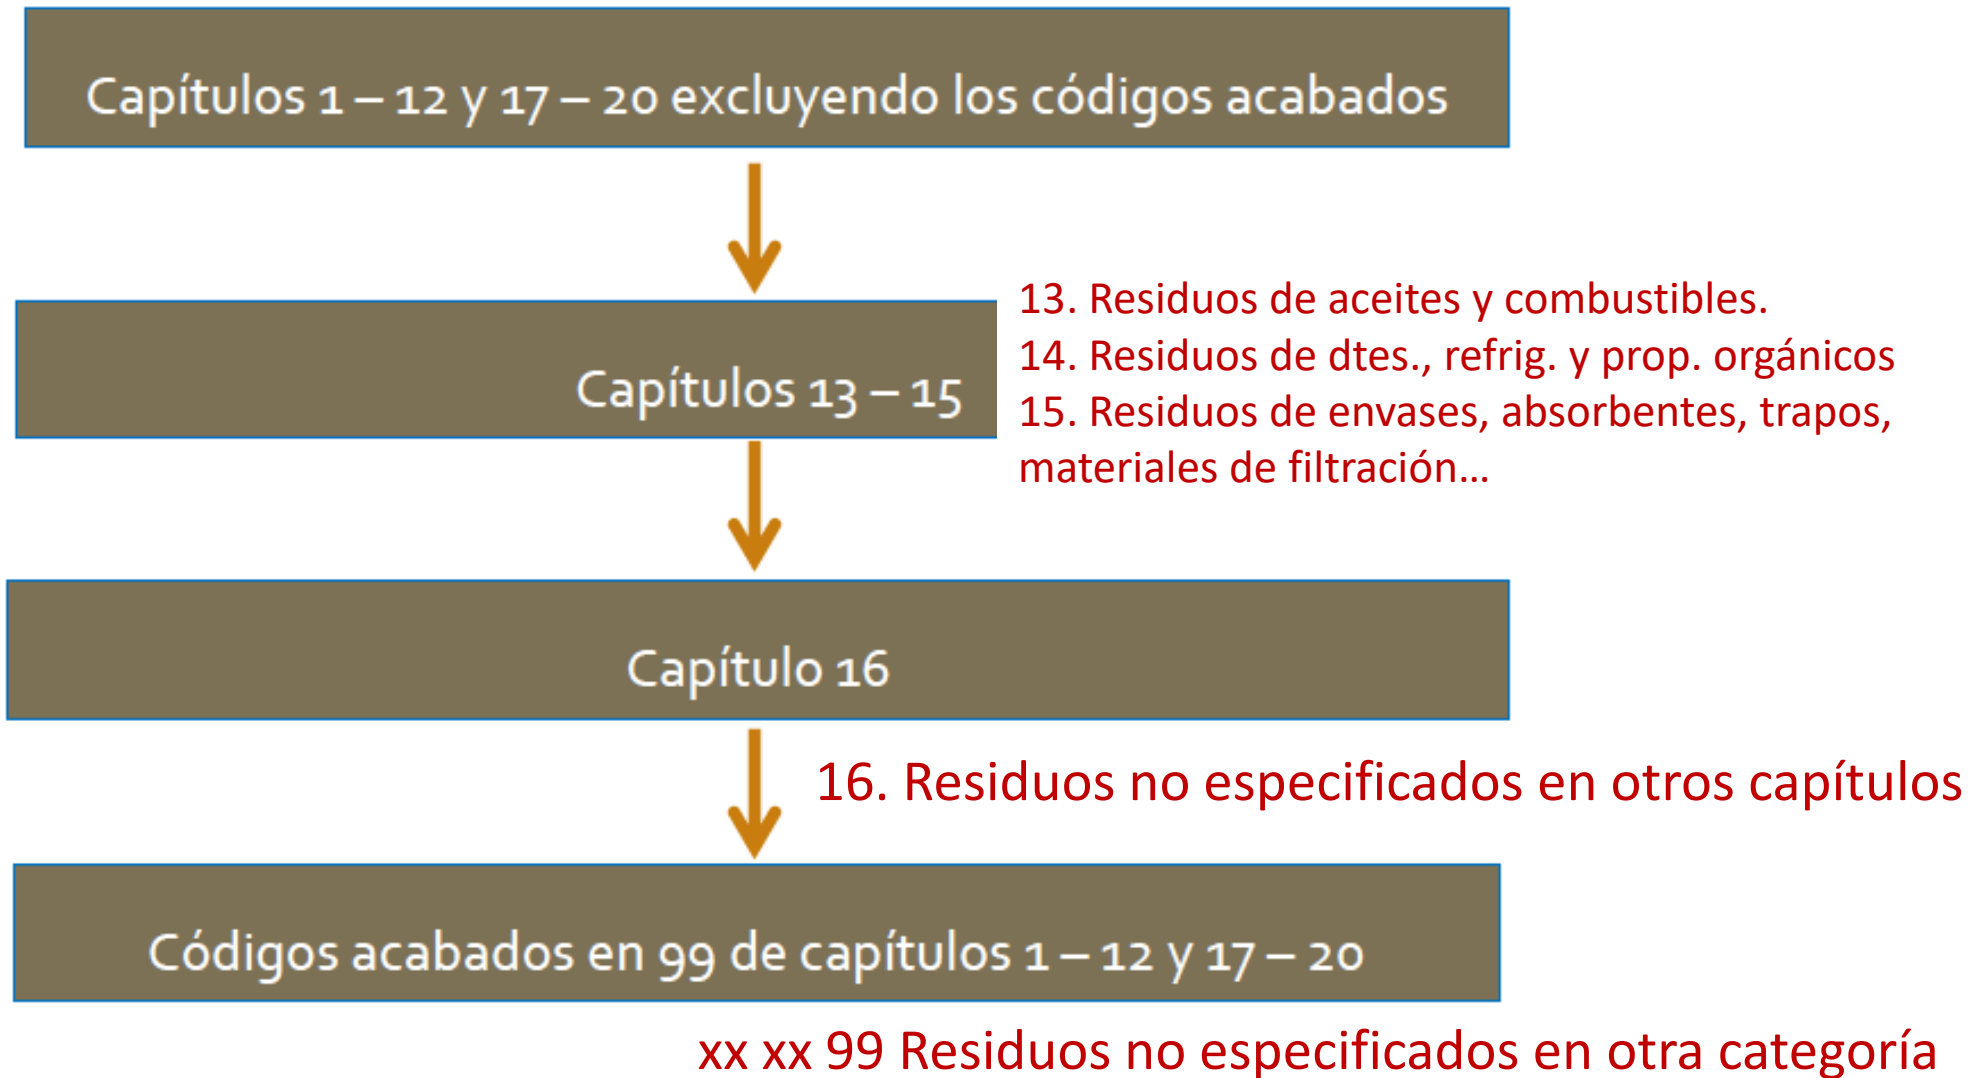 Capítulos 1 – 12 y 17 – 20 excluyendo los códigos acabados
Capítulos 13 – 15
13. Residuos de aceites y combustibles.
14. Residuos de dtes., refrig. y prop. orgánicos
15. Residuos de envases, absorbentes, trapos,
materiales de filtración...
Capítulo 16
16. Residuos no especificados en otros capítulos
Códigos acabados en 99 de capítulos 1 – 12 y 17 – 20
xx xx 99 Residuos no especificados en otra categoría